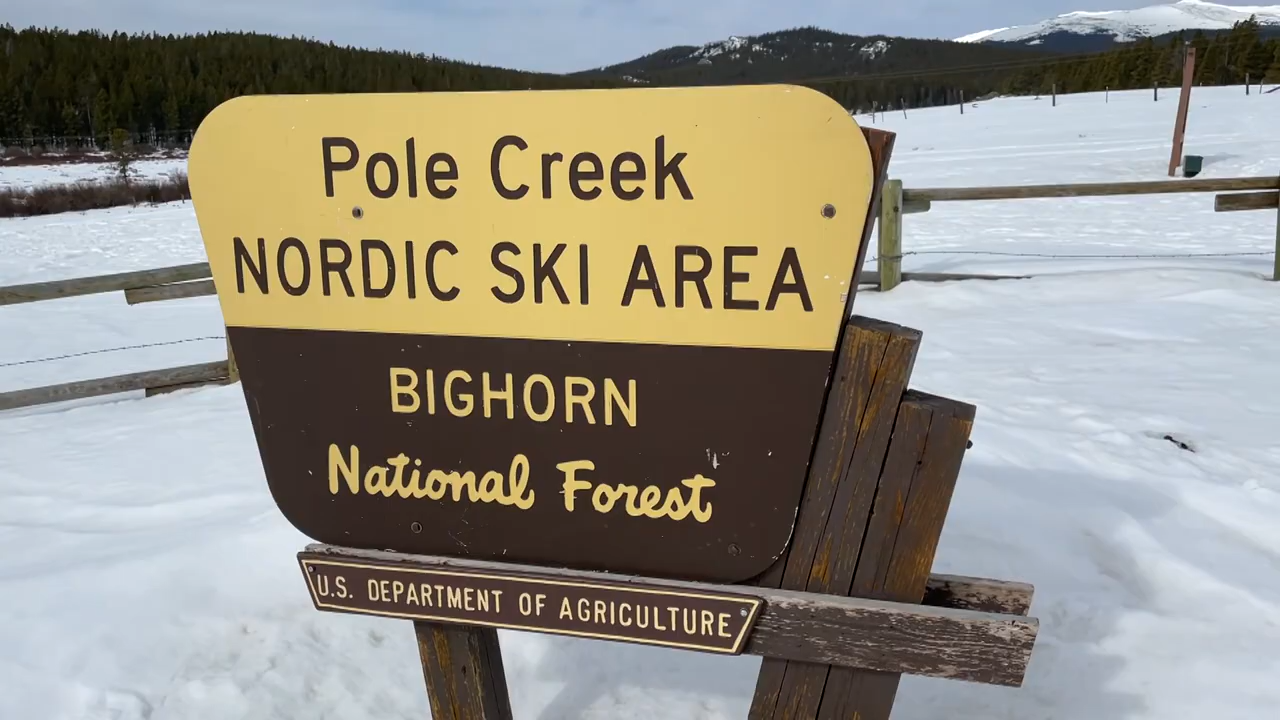 Pole Creek
NORDIC SKI AREA
BIGHORN
National Forest
U.S. DEPARTMENT OF AGRICULTURE